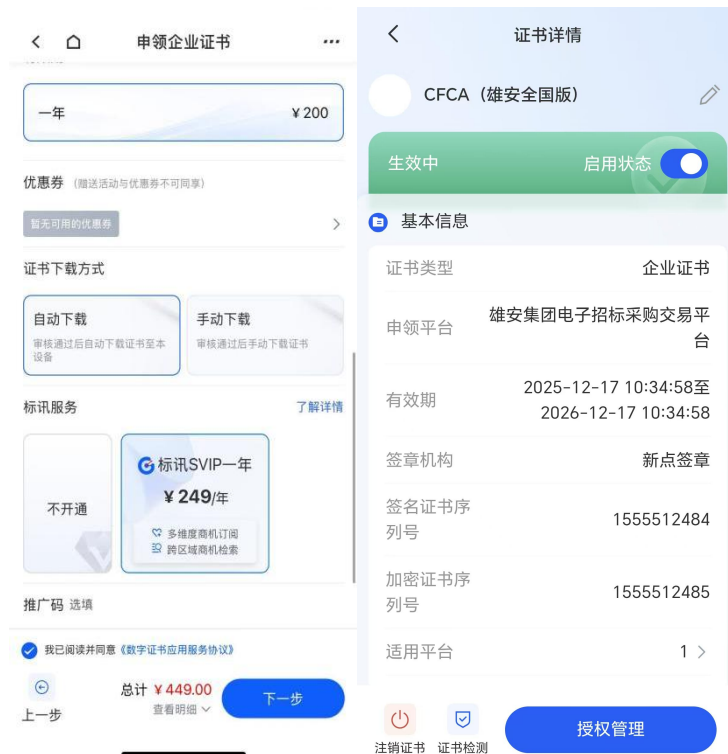 申领企业证书
一年
¥200
优惠券 (赠送活动与优惠券不可同享)
暂无可用的优惠券
证书下载方式
自动下载
审核通过后自动下载证书至本
设备
手动下载
审核通过后手动下载证书
标讯服务
了解详情
不开通
标讯SVIP一年
¥249/年
多维度商机订阅
跨区域商机检索
推广码 选填
我已阅读并同意《数字证书应用服务协议》
上一步
总计 ¥449.00
查看明细
下一步
证书详情
CFCA（雄安全国版）
生效中
启用状态
基本信息
证书类型
企业证书
申领平台
雄安集团电子招标采购交易平
台
有效期
2025-12-17 10:34:58至
2026-12-17 10:34:58
签章机构
新点签章
签名证书序
列号
1555512484
加密证书序
列号
1555512485
适用平台
1
注销证书
证书检测
授权管理